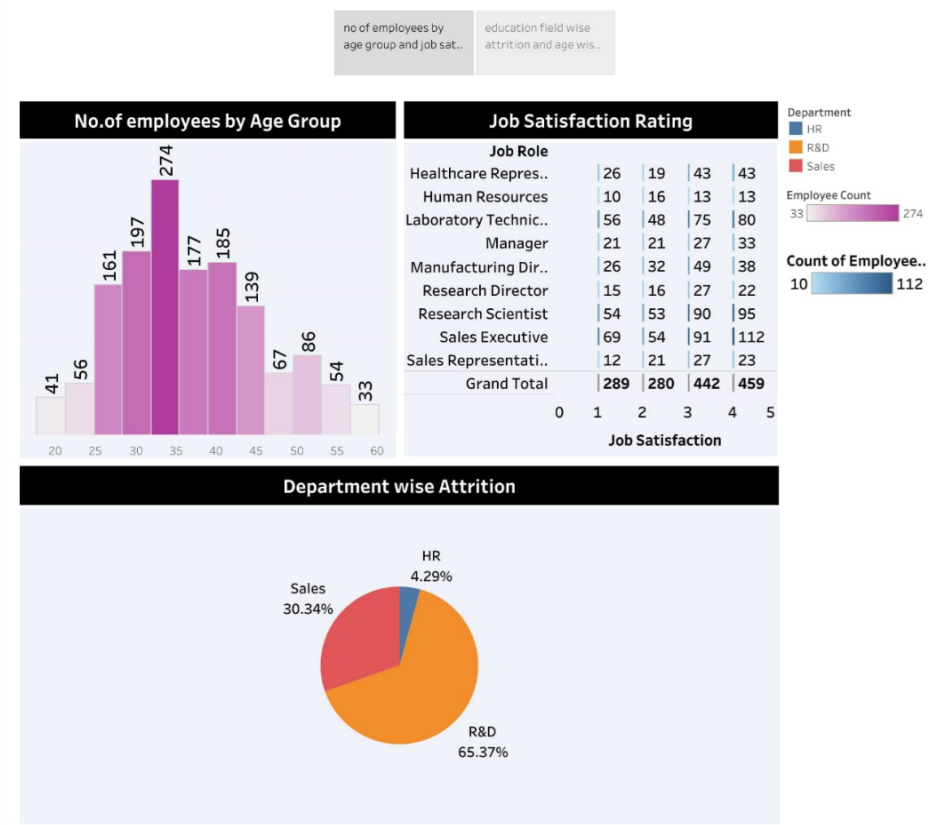 no of employees by
age group and job sat..
education field wise
attrition and age wis..
No.of employees by Age Group
41
56
161
197
274
177
185
139
67
86
54
33
20 25 30 35 40 45 50 55 60
Job Satisfaction Rating
Job Role
Healthcare Repres.. 26 19 43 43
Human Resources 10 16 13 13
Laboratory Technic.. 56 48 75 80
Manager 21 21 27 33
Manufacturing Dir.. 26 32 49 38
Research Director 15 16 27 22
Research Scientist 54 53 90 95
Sales Executive 69 54 91 112
Sales Representati.. 12 21 27 23
Grand Total 289 280 442 459
0 1 2 3 4 5
Job Satisfaction
Department
HR
R&D
Sales
Employee Count
33 274
Count of Employee..
10 112
Department wise Attrition
HR
4.29%
Sales
30.34%
R&D
65.37%